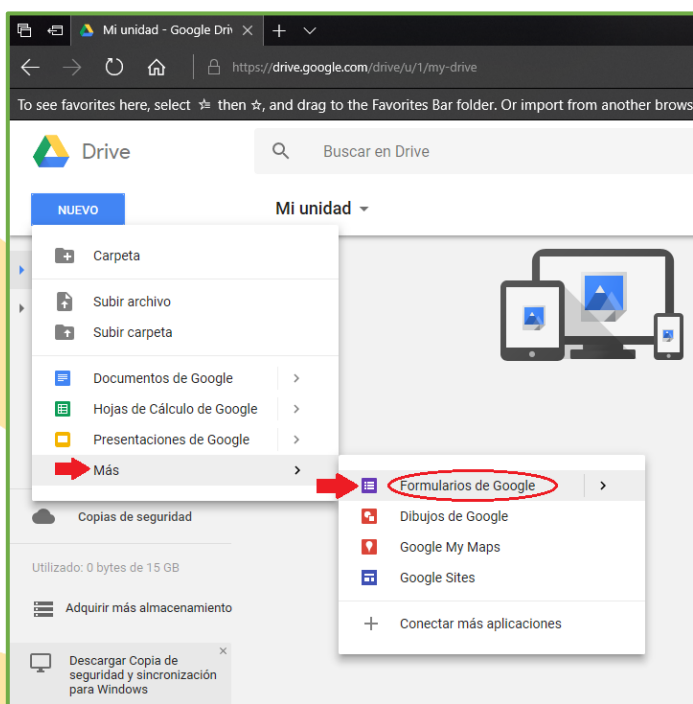 Mi unidad - Google Driv
https://drive.google.com/drive/u/1/my-drive
To see favorites here, select then ☆, and drag to the Favorites Bar folder. Or import from another brows
Drive
Buscar en Drive
NUEVO
Mi unidad
Carpeta
Subir archivo
Subir carpeta
Documentos de Google
Hojas de Cálculo de Google
Presentaciones de Google
Más
Formularios de Google
Dibujos de Google
Google My Maps
Google Sites
Conectar más aplicaciones
Copias de seguridad
Utilizado: 0 bytes de 15 GB
Adquirir más almacenamiento
Descargar Copia de
seguridad y sincronización
para Windows